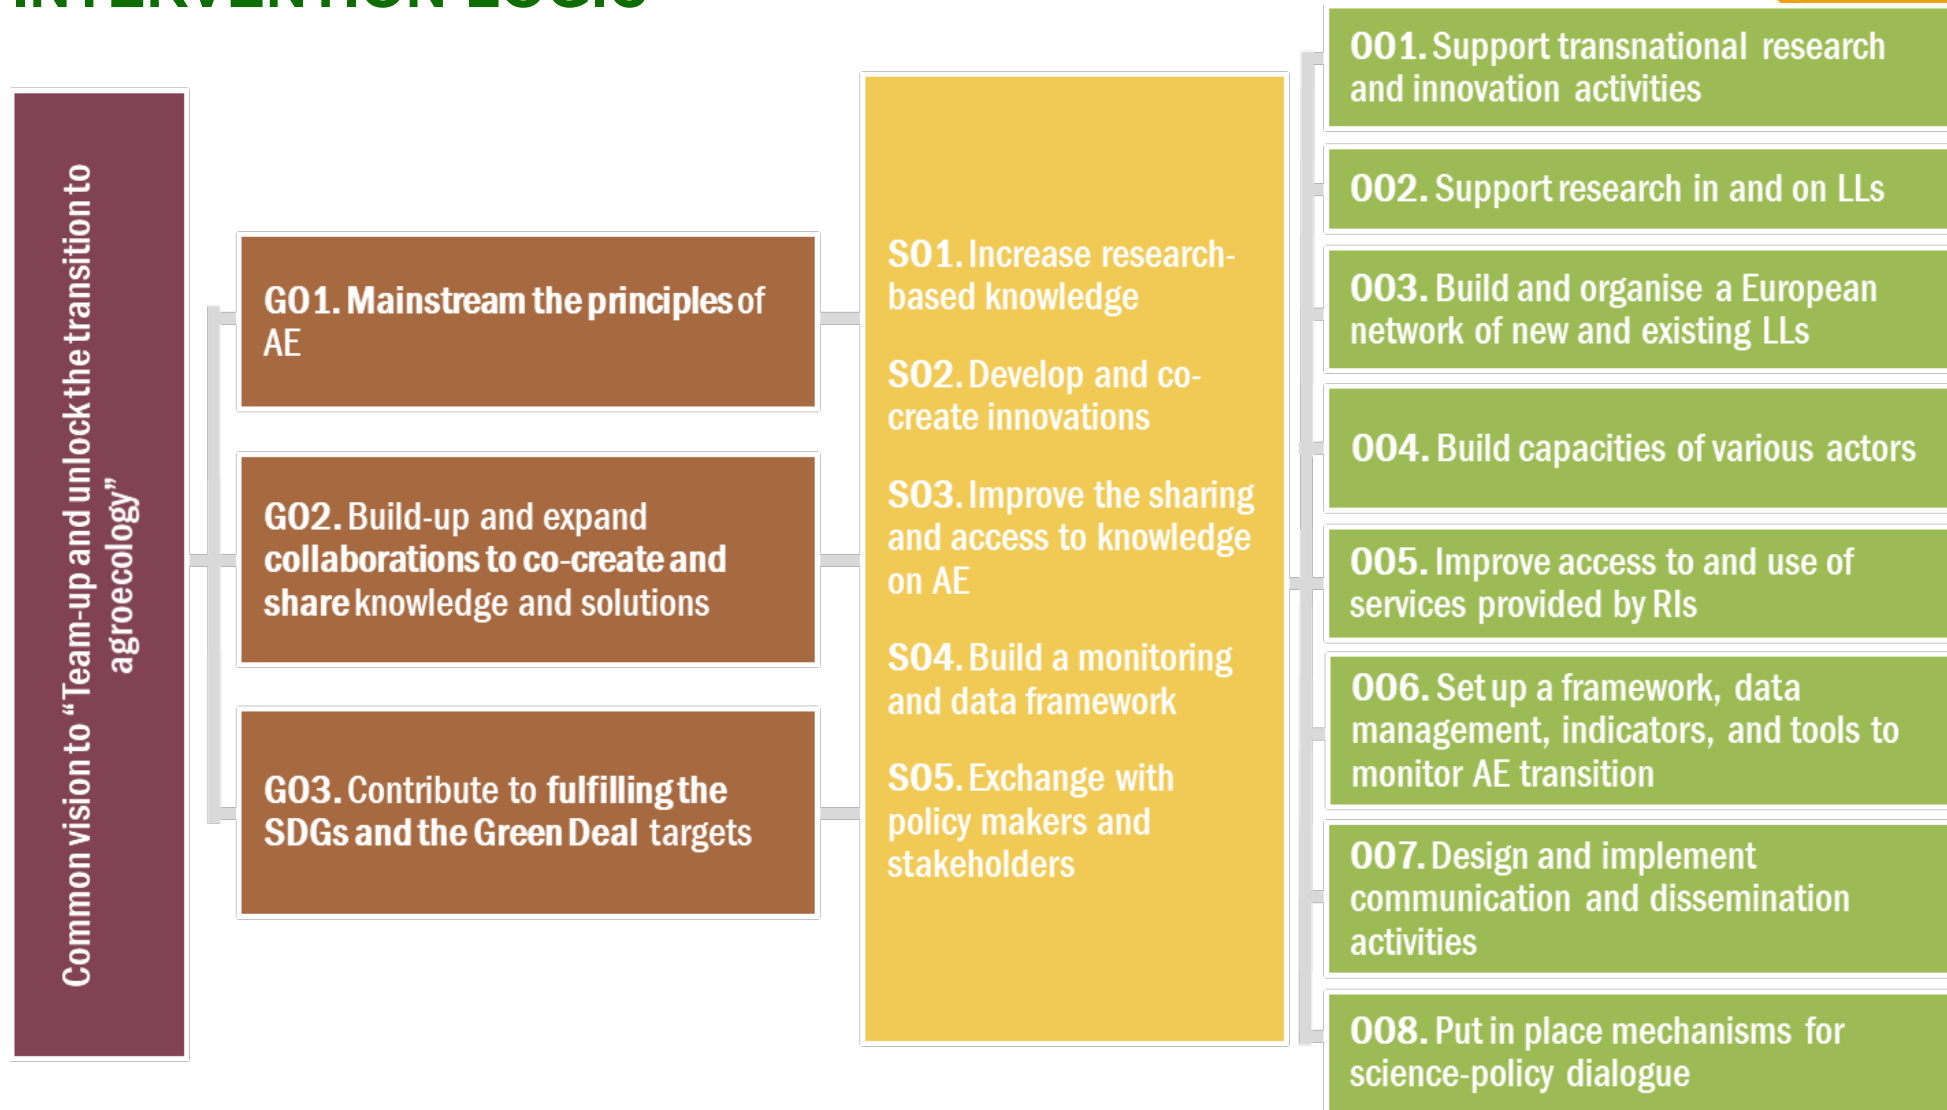 INTERVENTION LOGIC
Common vision to “Team-up and unlock the transition to
agroecology”
GO1. Mainstream the principles of
AE
GO2. Build-up and expand
collaborations to co-create and
share knowledge and solutions
GO3. Contribute to fulfilling the
SDGs and the Green Deal targets
SO1. Increase research-
based knowledge
SO2. Develop and co-
create innovations
SO3. Improve the sharing
and access to knowledge
on AE
SO4. Build a monitoring
and data framework
SO5. Exchange with
policy makers and
stakeholders
OO1. Support transnational research
and innovation activities
OO2. Support research in and on LLs
OO3. Build and organise a European
network of new and existing LLs
OO4. Build capacities of various actors
OO5. Improve access to and use of
services provided by RIs
OO6. Set up a framework, data
management, indicators, and tools to
monitor AE transition
OO7. Design and implement
communication and dissemination
activities
OO8. Put in place mechanisms for
science-policy dialogue